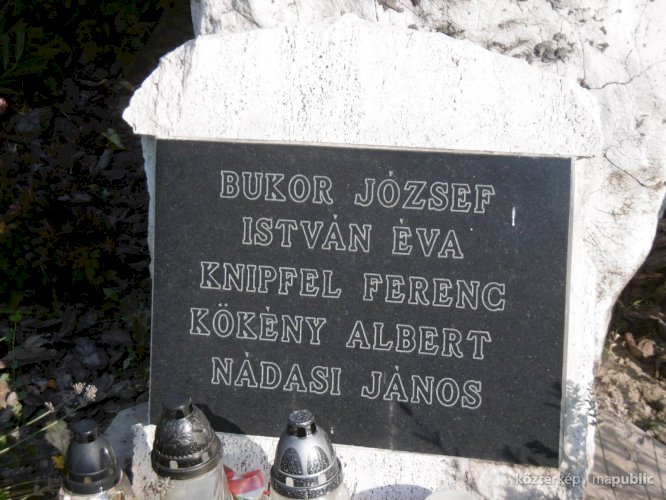 BUKOR JÓZSEF
ISTVÁN ÉVA
KNIPFEL FERENC
KÖKÉNY ALBERT
NÁDASI JÁNOS
köztérkép / mapublic